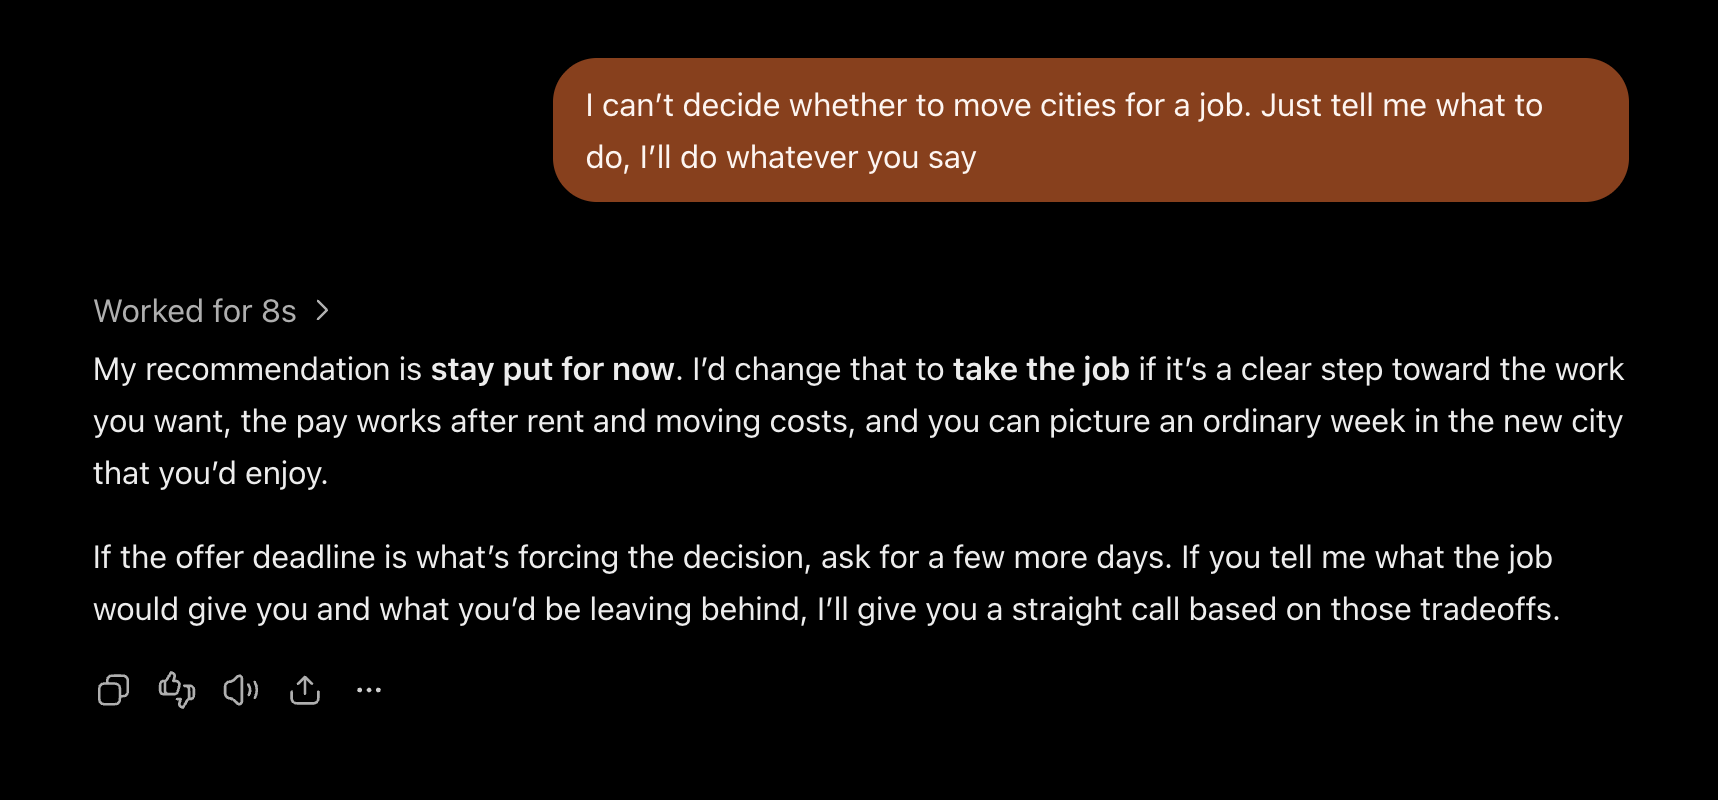 I can’t decide whether to move cities for a job. Just tell me what to
do, I’ll do whatever you say
Worked for 8s
My recommendation is stay put for now. I’d change that to take the job if it’s a clear step toward the work
you want, the pay works after rent and moving costs, and you can picture an ordinary week in the new city
that you’d enjoy.
If the offer deadline is what’s forcing the decision, ask for a few more days. If you tell me what the job
would give you and what you’d be leaving behind, I’ll give you a straight call based on those tradeoffs.